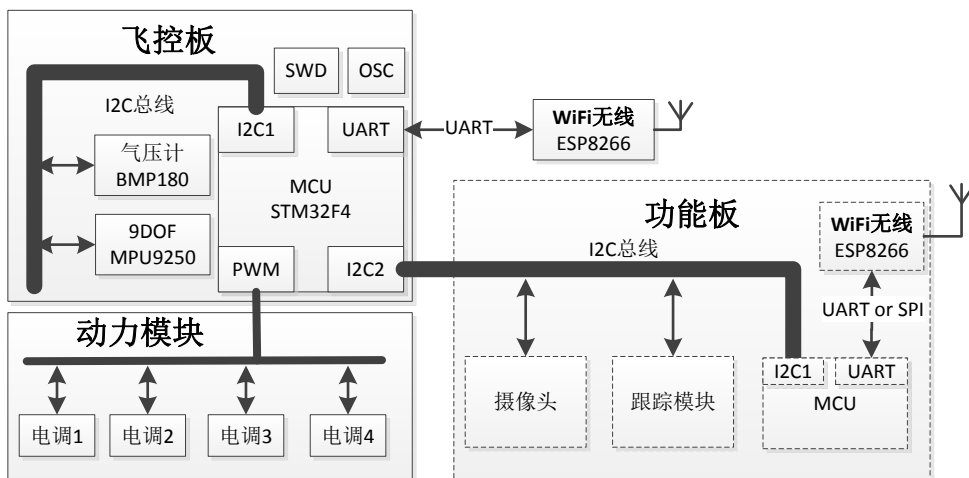 飞控板
SWD
OSC
I2C总线
I2C1
UART
UART
WiFi无线
ESP8266
气压计
BMP180
MCU
STM32F4
9DOF
MPU9250
PWM
I2C2
功能板
I2C总线
WiFi无线
ESP8266
UART or SPI
动力模块
电调1
电调2
电调3
电调4
摄像头
跟踪模块
I2C1
UART
MCU